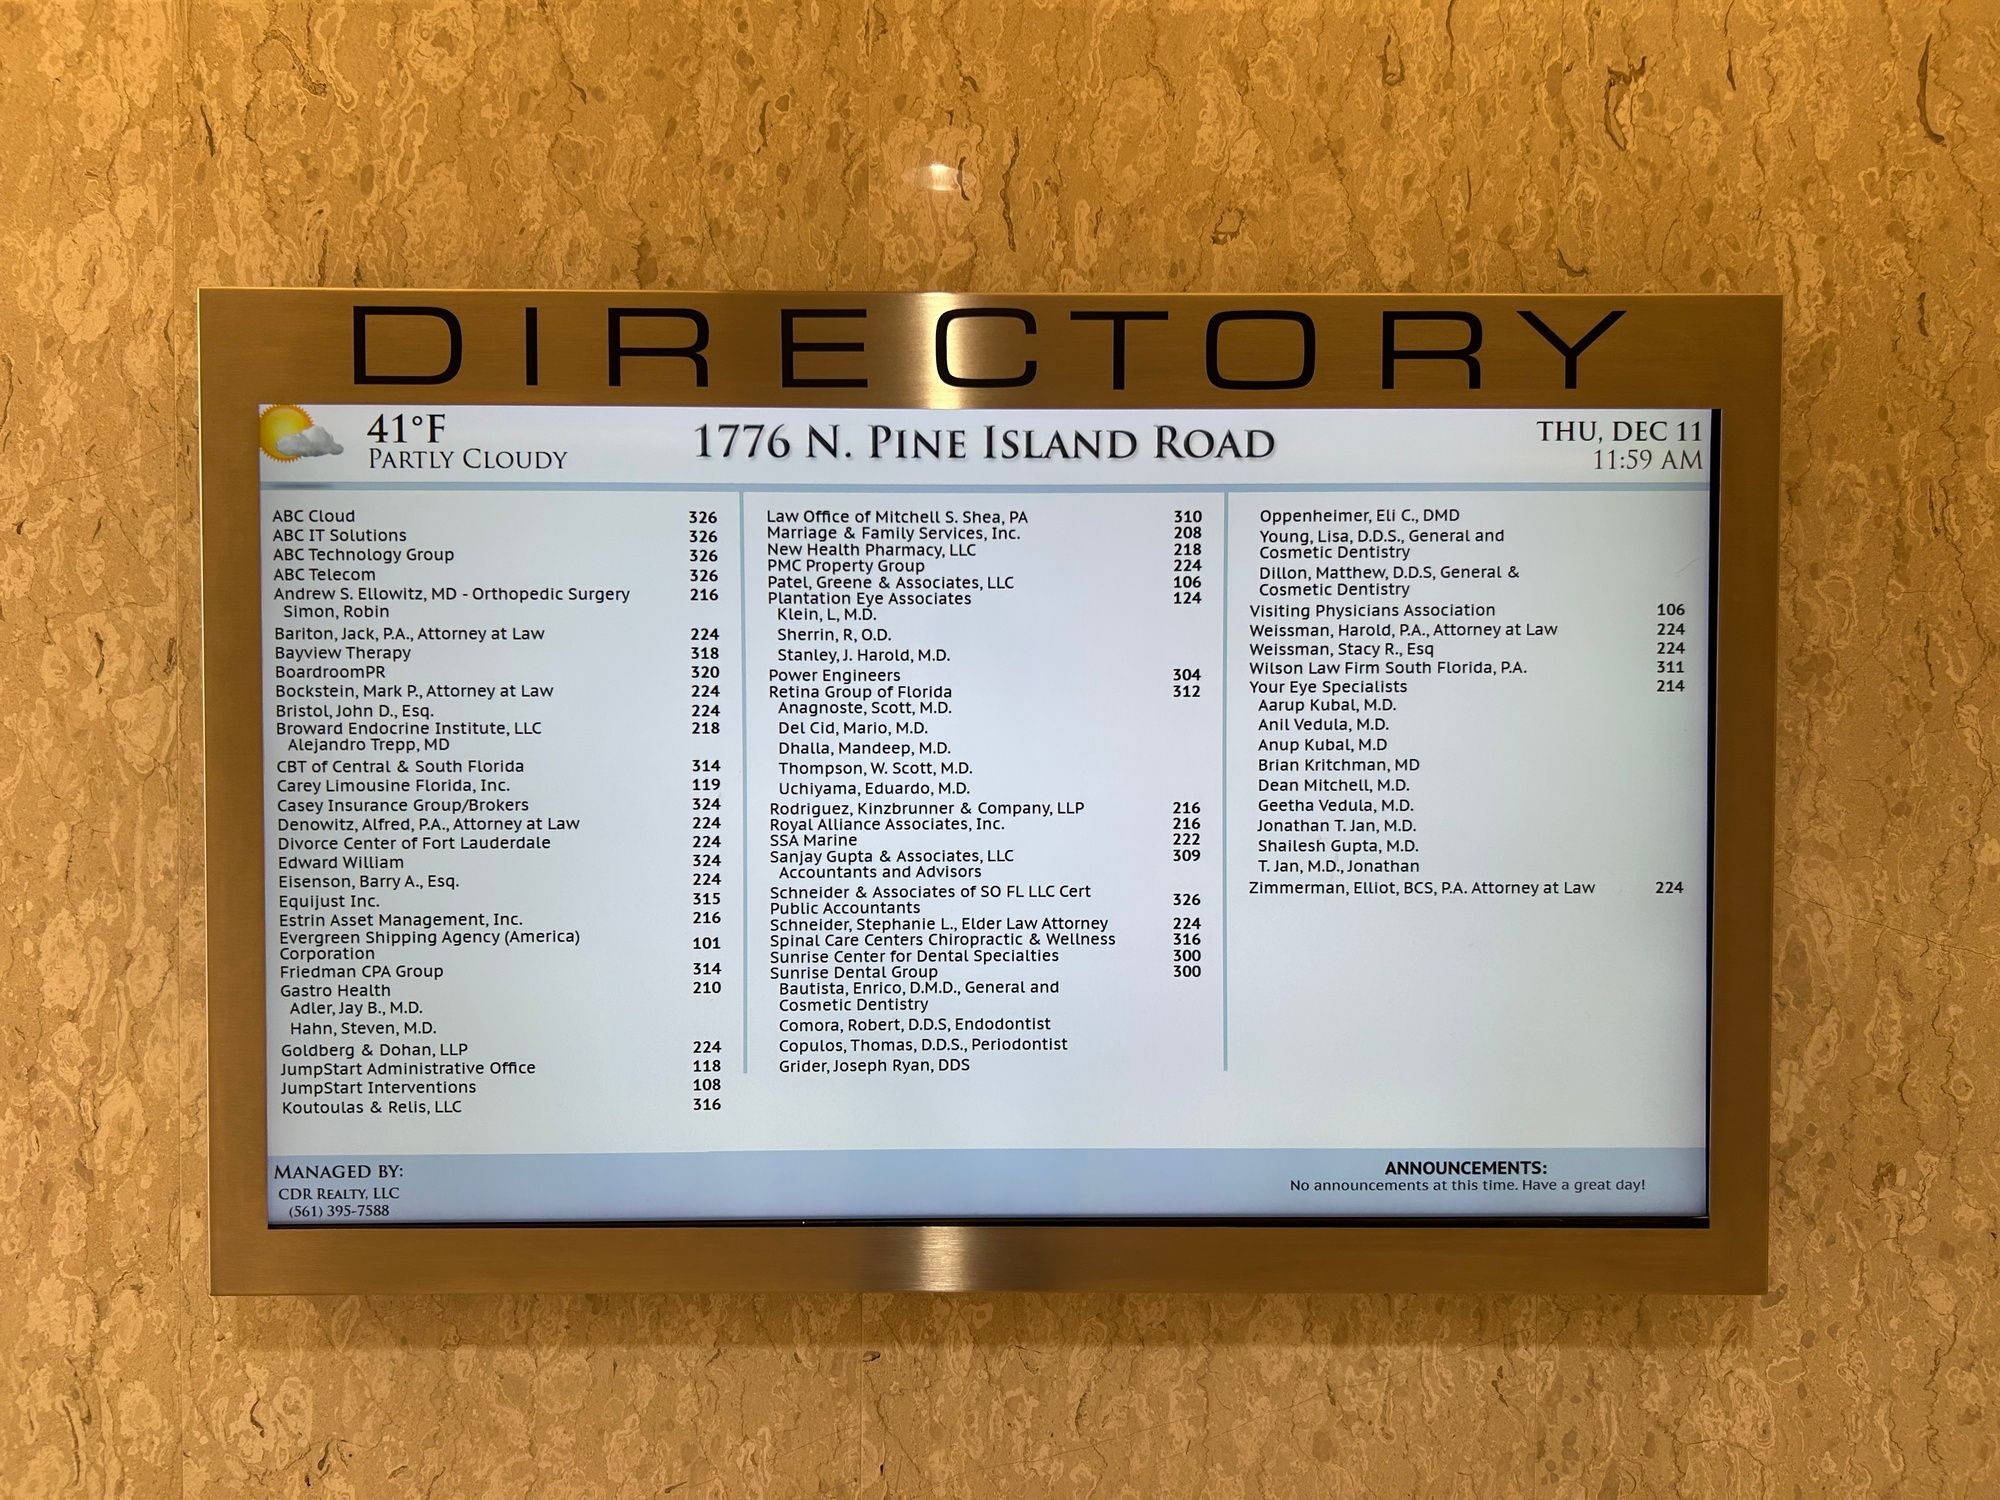 DIRECTORY
41°F
PARTLY CLOUDY
1776 N. PINE ISLAND ROAD
THU, DEC 11
11:59 AM
ABC Cloud 326
ABC IT Solutions 326
ABC Technology Group 326
ABC Telecom 326
Andrew S. Ellowitz, MD - Orthopedic Surgery 216
Simon, Robin
Bariton, Jack, P.A., Attorney at Law 224
Bayview Therapy 318
BoardroomPR 320
Bockstein, Mark P., Attorney at Law 224
Bristol, John D., Esq. 224
Broward Endocrine Institute, LLC 218
Alejandro Trepp, MD
CBT of Central & South Florida 314
Carey Limousine Florida, Inc. 119
Casey Insurance Group/Brokers 324
Denowitz, Alfred, P.A., Attorney at Law 224
Divorce Center of Fort Lauderdale 224
Edward William 324
Eisenson, Barry A., Esq. 224
Equijust Inc. 315
Estrin Asset Management, Inc. 216
Evergreen Shipping Agency (America)
Corporation 101
Friedman CPA Group 314
Gastro Health 210
Adler, Jay B., M.D.
Hahn, Steven, M.D.
Goldberg & Dohan, LLP 224
JumpStart Administrative Office 118
JumpStart Interventions 108
Koutoulas & Relis, LLC 316
Law Office of Mitchell S. Shea, PA 310
Marriage & Family Services, Inc. 208
New Health Pharmacy, LLC 218
PMC Property Group 224
Patel, Greene & Associates, LLC 106
Plantation Eye Associates 124
Klein, L, M.D.
Sherrin, R, O.D.
Stanley, J. Harold, M.D.
Power Engineers 304
Retina Group of Florida 312
Anagnoste, Scott, M.D.
Del Cid, Mario, M.D.
Dhalla, Mandeep, M.D.
Thompson, W. Scott, M.D.
Uchiyama, Eduardo, M.D.
Rodriguez, Kinzbrunner & Company, LLP 216
Royal Alliance Associates, Inc. 216
SSA Marine 222
Sanjay Gupta & Associates, LLC 309
Accountants and Advisors
Schneider & Associates of SO FL LLC Cert
Public Accountants 326
Schneider, Stephanie L., Elder Law Attorney 224
Spinal Care Centers Chiropractic & Wellness 316
Sunrise Center for Dental Specialties 300
Sunrise Dental Group 300
Bautista, Enrico, D.M.D., General and
Cosmetic Dentistry
Comora, Robert, D.D.S, Endodontist
Copulos, Thomas, D.D.S., Periodontist
Grider, Joseph Ryan, DDS
Oppenheimer, Eli C., DMD
Young, Lisa, D.D.S., General and
Cosmetic Dentistry
Dillon, Matthew, D.D.S, General &
Cosmetic Dentistry
Visiting Physicians Association 106
Weissman, Harold, P.A., Attorney at Law 224
Weissman, Stacy R., Esq 224
Wilson Law Firm South Florida, P.A. 311
Your Eye Specialists 214
Aarup Kubal, M.D.
Anil Vedula, M.D.
Anup Kubal, M.D
Brian Kritchman, MD
Dean Mitchell, M.D.
Geetha Vedula, M.D.
Jonathan T. Jan, M.D.
Shailesh Gupta, M.D.
T. Jan, M.D., Jonathan
Zimmerman, Elliot, BCS, P.A. Attorney at Law 224
MANAGED BY:
CDR REALTY, LLC
(561) 395-7588
ANNOUNCEMENTS:
No announcements at this time. Have a great day!